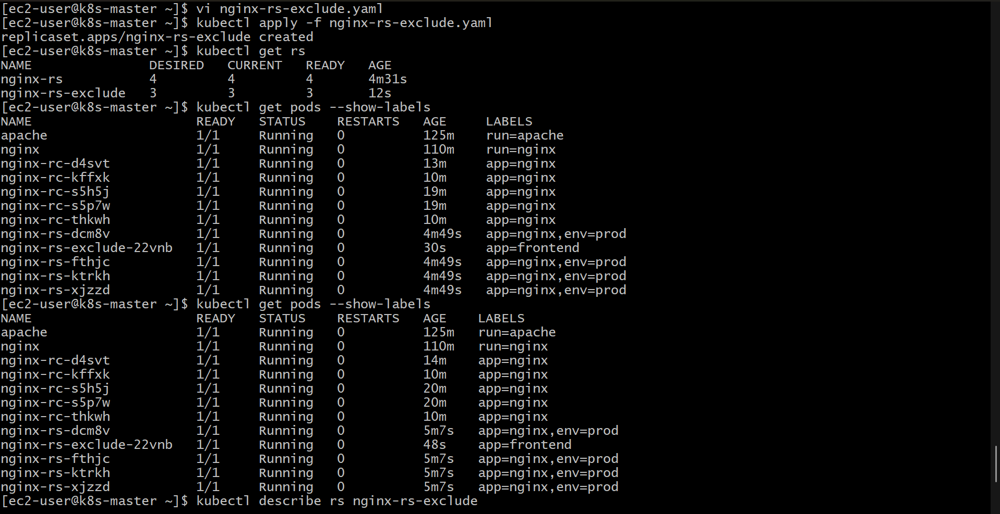 [ec2-user@k8s-master ~]$ vi nginx-rs-exclude.yaml
[ec2-user@k8s-master ~]$ kubectl apply -f nginx-rs-exclude.yaml
replicaset.apps/nginx-rs-exclude created
[ec2-user@k8s-master ~]$ kubectl get rs
NAME               DESIRED   CURRENT   READY   AGE
nginx-rs           4         4         4       4m31s
nginx-rs-exclude   3         3         3       12s
[ec2-user@k8s-master ~]$ kubectl get pods --show-labels
NAME                     READY   STATUS    RESTARTS   AGE     LABELS
apache                   1/1     Running   0          125m    run=apache
nginx                    1/1     Running   0          110m    run=nginx
nginx-rc-d4svt           1/1     Running   0          13m     app=nginx
nginx-rc-kffxk           1/1     Running   0          10m     app=nginx
nginx-rc-s5h5j           1/1     Running   0          19m     app=nginx
nginx-rc-s5p7w           1/1     Running   0          19m     app=nginx
nginx-rc-thkwh           1/1     Running   0          10m     app=nginx
nginx-rs-dcm8v           1/1     Running   0          4m49s   app=nginx,env=prod
nginx-rs-exclude-22vnb   1/1     Running   0          30s     app=frontend
nginx-rs-fthjc           1/1     Running   0          4m49s   app=nginx,env=prod
nginx-rs-ktrkh           1/1     Running   0          4m49s   app=nginx,env=prod
nginx-rs-xjzzd           1/1     Running   0          4m49s   app=nginx,env=prod
[ec2-user@k8s-master ~]$ kubectl get pods --show-labels
NAME                     READY   STATUS    RESTARTS   AGE    LABELS
apache                   1/1     Running   0          125m   run=apache
nginx                    1/1     Running   0          110m   run=nginx
nginx-rc-d4svt           1/1     Running   0          14m    app=nginx
nginx-rc-kffxk           1/1     Running   0          10m    app=nginx
nginx-rc-s5h5j           1/1     Running   0          20m    app=nginx
nginx-rc-s5p7w           1/1     Running   0          20m    app=nginx
nginx-rc-thkwh           1/1     Running   0          10m    app=nginx
nginx-rs-dcm8v           1/1     Running   0          5m7s   app=nginx,env=prod
nginx-rs-exclude-22vnb   1/1     Running   0          48s    app=frontend
nginx-rs-fthjc           1/1     Running   0          5m7s   app=nginx,env=prod
nginx-rs-ktrkh           1/1     Running   0          5m7s   app=nginx,env=prod
nginx-rs-xjzzd           1/1     Running   0          5m7s   app=nginx,env=prod
[ec2-user@k8s-master ~]$ kubectl describe rs nginx-rs-exclude